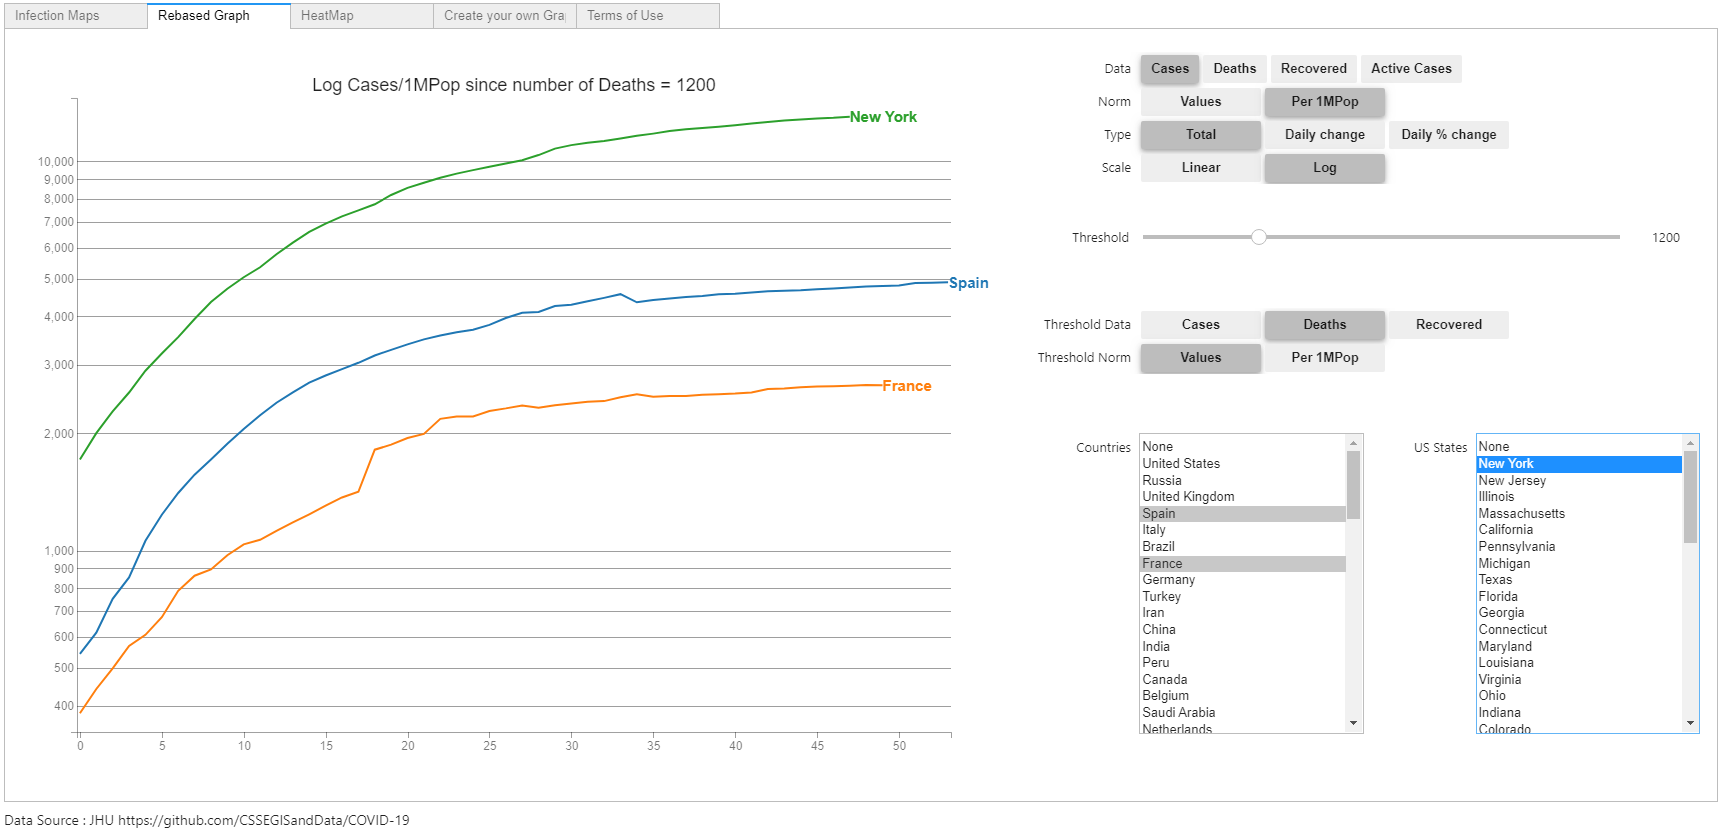 Infection Maps
Rebased Graph
HeatMap
Create your own Gra
Terms of Use
Log Cases/1MPop since number of Deaths = 1200
10,000
9,000
8,000
7,000
6,000
5,000
4,000
3,000
2,000
1,000
900
800
700
600
500
400
0 5 10 15 20 25 30 35 40 45 50
New York
Spain
France
Data Cases Deaths Recovered Active Cases
Norm Values Per 1MPop
Type Total Daily change Daily % change
Scale Linear Log
Threshold 1200
Threshold Data Cases Deaths Recovered
Threshold Norm Values Per 1MPop
Countries
None
United States
Russia
United Kingdom
Spain
Italy
Brazil
France
Germany
Turkey
Iran
China
India
Peru
Canada
Belgium
Saudi Arabia
Netherlands
US States
None
New York
New Jersey
Illinois
Massachusetts
California
Pennsylvania
Michigan
Texas
Florida
Georgia
Connecticut
Maryland
Louisiana
Virginia
Ohio
Indiana
Colorado
Data Source : JHU https://github.com/CSSEGISandData/COVID-19